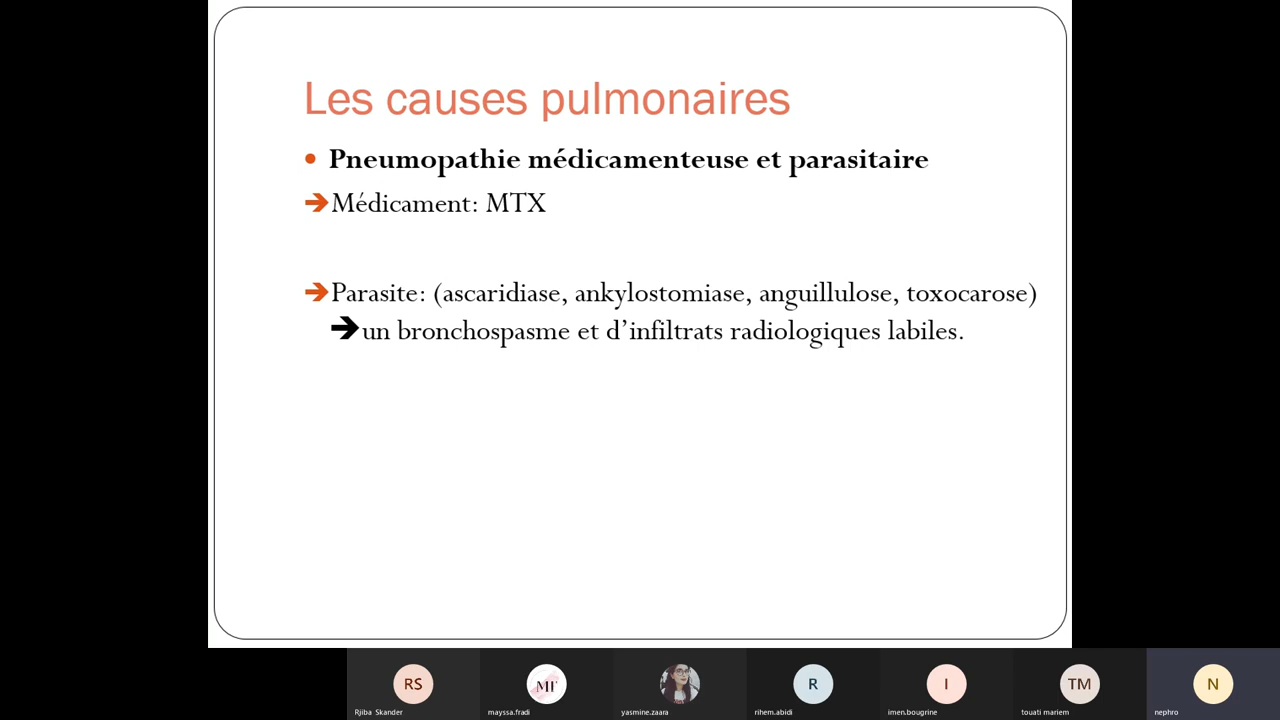 Les causes pulmonaires
• Pneumopathie médicamenteuse et parasitaire
➔Médicament: MTX
➔Parasite: (ascaridiase, ankylostomiase, anguillulose, toxocarose)
➔un bronchospasme et d’infiltrats radiologiques labiles.
RS MF R I TM N
Rjiba Skander mayssa.fradi yasmine.zaara rihem.abidi imen.bougrine touati mariem nephro